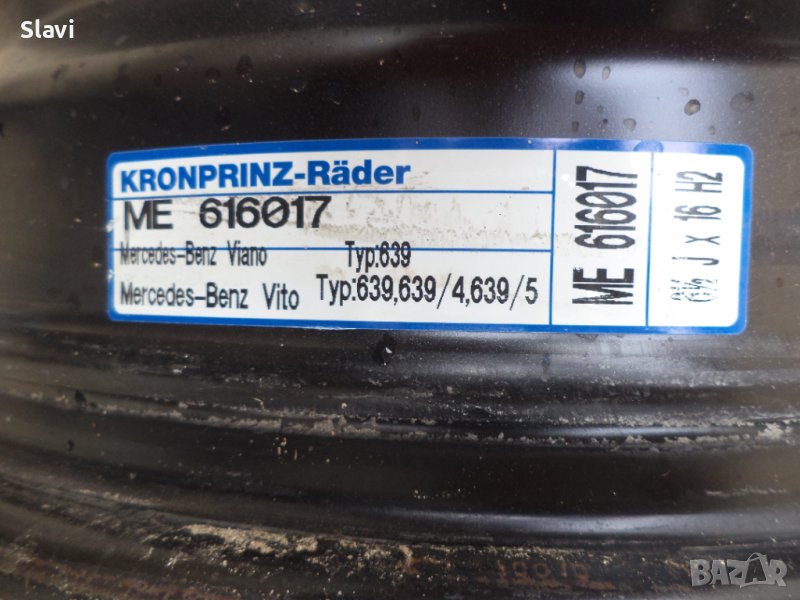 Slavi
KRONPRINZ-Räder
ME 616017
Mercedes-Benz Viano Typ:639
Mercedes-Benz Vito Typ:639,639/4,639/5
ME 616017
6½ J x 16 H2
BAZAR